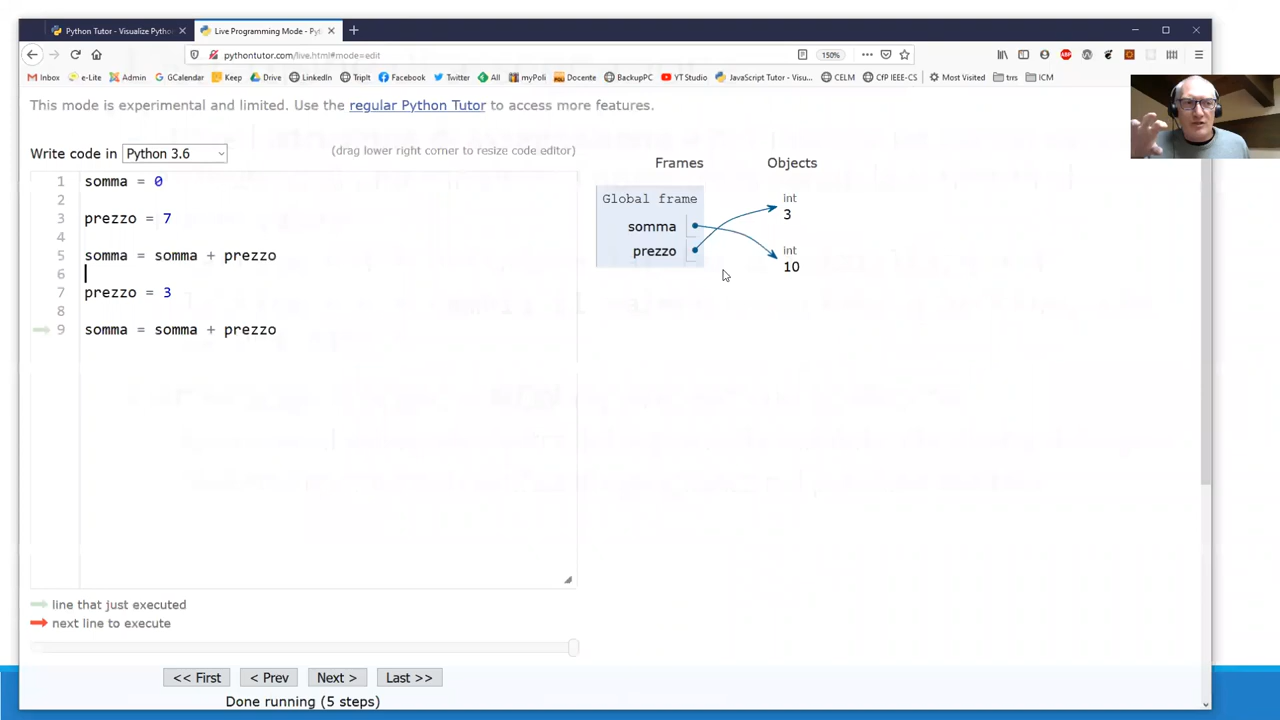 Python Tutor - Visualize Pytho
Live Programming Mode - Pyt
pythontutor.com/live.html#mode=edit
150%
Inbox
e-Lite
Admin
GCalendar
Keep
Drive
LinkedIn
TripIt
Facebook
Twitter
All
myPoli
Docente
BackupPC
YT Studio
JavaScript Tutor - Visu...
CELM
CfP IEEE-CS
Most Visited
trs
ICM
This mode is experimental and limited. Use the regular Python Tutor to access more features.
Write code in Python 3.6
(drag lower right corner to resize code editor)
1 somma = 0
2
3 prezzo = 7
4
5 somma = somma + prezzo
6
7 prezzo = 3
8
9 somma = somma + prezzo
Frames
Objects
Global frame
somma
prezzo
int
3
int
10
line that just executed
next line to execute
<< First
< Prev
Next >
Last >>
Done running (5 steps)